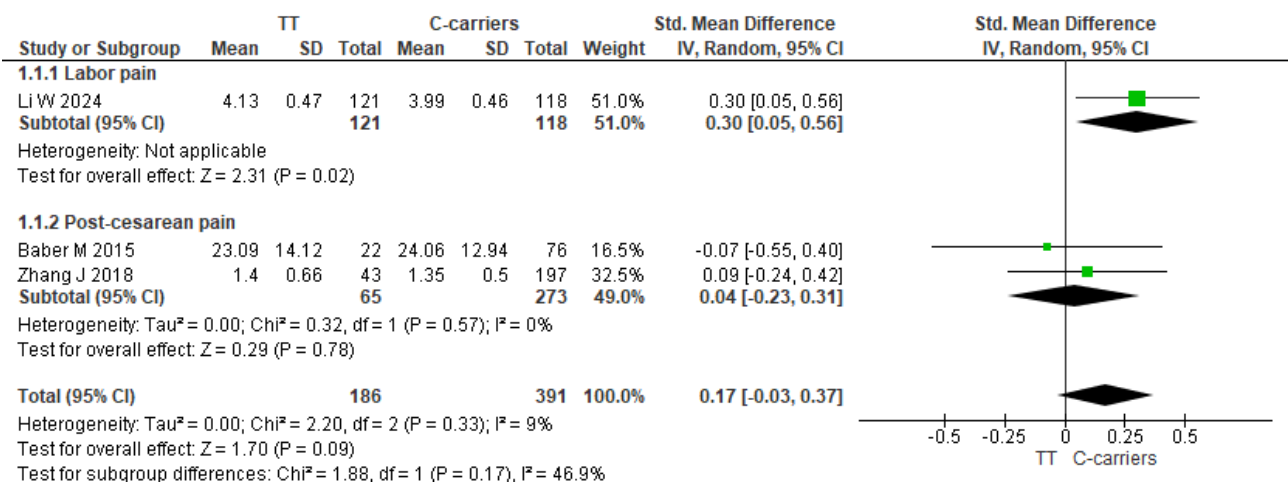 TT C-carriers Std. Mean Difference Std. Mean Difference
Study or Subgroup Mean SD Total Mean SD Total Weight IV, Random, 95% CI IV, Random, 95% CI
1.1.1 Labor pain
Li W 2024 4.13 0.47 121 3.99 0.46 118 51.0% 0.30 [0.05, 0.56]
Subtotal (95% CI) 121 118 51.0% 0.30 [0.05, 0.56]
Heterogeneity: Not applicable
Test for overall effect: Z = 2.31 (P = 0.02)
1.1.2 Post-cesarean pain
Baber M 2015 23.09 14.12 22 24.06 12.94 76 16.5% -0.07 [-0.55, 0.40]
Zhang J 2018 1.4 0.66 43 1.35 0.5 197 32.5% 0.09 [-0.24, 0.42]
Subtotal (95% CI) 65 273 49.0% 0.04 [-0.23, 0.31]
Heterogeneity: Tau² = 0.00; Chi² = 0.32, df = 1 (P = 0.57); I² = 0%
Test for overall effect: Z = 0.29 (P = 0.78)
Total (95% CI) 186 391 100.0% 0.17 [-0.03, 0.37]
Heterogeneity: Tau² = 0.00; Chi² = 2.20, df = 2 (P = 0.33); I² = 9%
Test for overall effect: Z = 1.70 (P = 0.09)
Test for subgroup differences: Chi² = 1.88, df = 1 (P = 0.17), I² = 46.9%
-0.5 -0.25 0 0.25 0.5
TT C-carriers